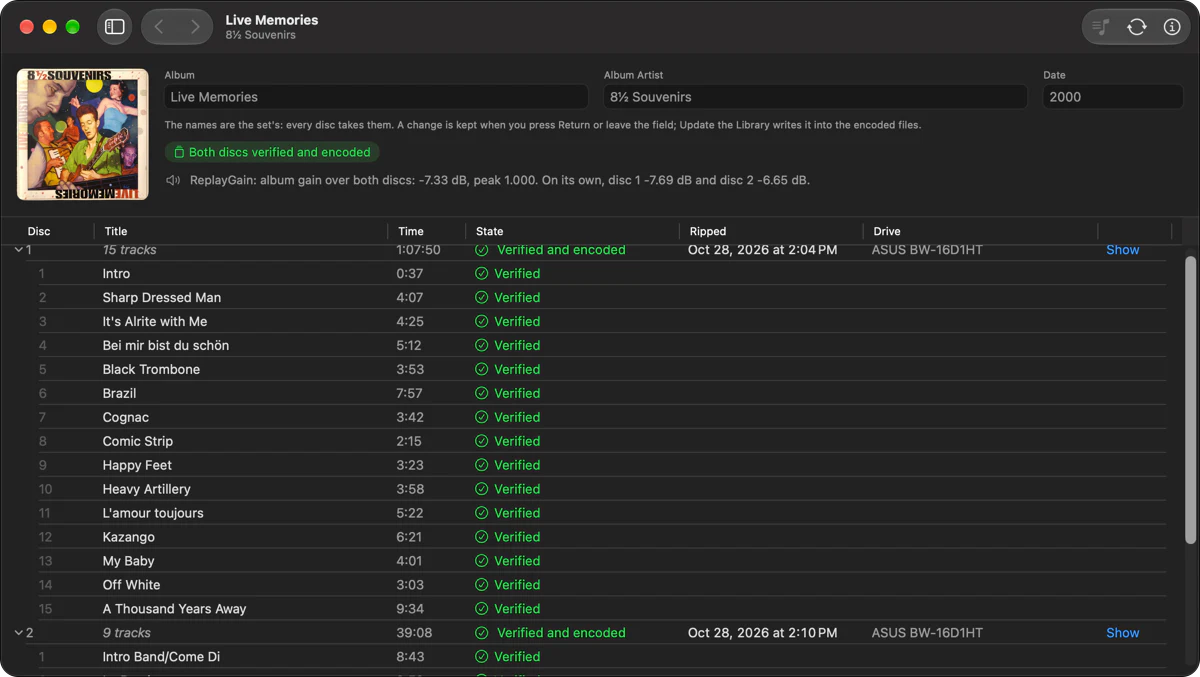 Live Memories
8½ Souvenirs
8½ SOUVENIRS
LIVE MEMORIES
Album
Album Artist
Date
Live Memories
8½ Souvenirs
2000
The names are the set's: every disc takes them. A change is kept when you press Return or leave the field; Update the Library writes it into the encoded files.
Both discs verified and encoded
ReplayGain: album gain over both discs: -7.33 dB, peak 1.000. On its own, disc 1 -7.69 dB and disc 2 -6.65 dB.
Disc Title Time State Ripped Drive
1 15 tracks 1:07:50 Verified and encoded Oct 28, 2026 at 2:04 PM ASUS BW-16D1HT Show
1 Intro 0:37 Verified
2 Sharp Dressed Man 4:07 Verified
3 It's Alrite with Me 4:25 Verified
4 Bei mir bist du schön 5:12 Verified
5 Black Trombone 3:53 Verified
6 Brazil 7:57 Verified
7 Cognac 3:42 Verified
8 Comic Strip 2:15 Verified
9 Happy Feet 3:23 Verified
10 Heavy Artillery 3:58 Verified
11 L'amour toujours 5:22 Verified
12 Kazango 6:21 Verified
13 My Baby 4:01 Verified
14 Off White 3:03 Verified
15 A Thousand Years Away 9:34 Verified
2 9 tracks 39:08 Verified and encoded Oct 28, 2026 at 2:10 PM ASUS BW-16D1HT Show
1 Intro Band/Come Di 8:43 Verified